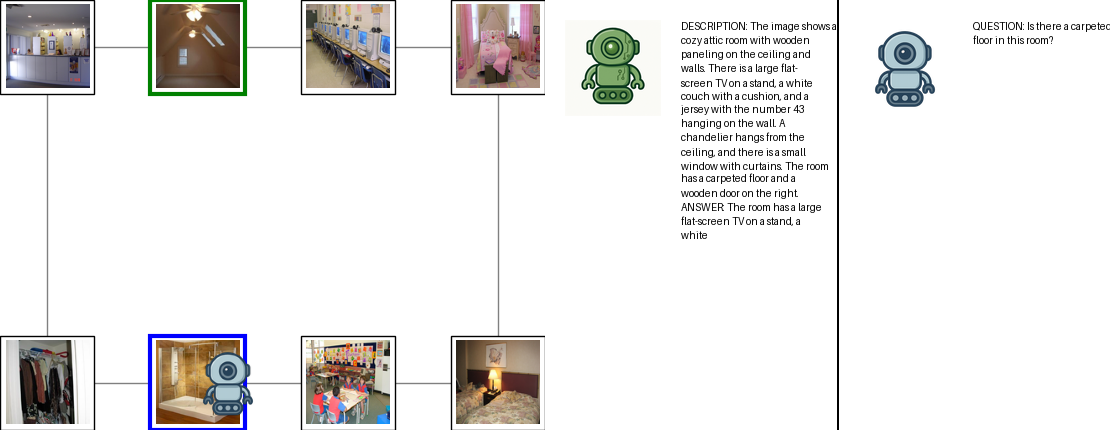 DESCRIPTION: The image shows a
cozy attic room with wooden
paneling on the ceiling and
walls. There is a large flat-
screen TV on a stand, a white
couch with a cushion, and a
jersey with the number 43
hanging on the wall. A
chandelier hangs from the
ceiling, and there is a small
window with curtains. The room
has a carpeted floor and a
wooden door on the right.
ANSWER: The room has a large
flat-screen TV on a stand, a
white
QUESTION: Is there a carpeted
floor in this room?